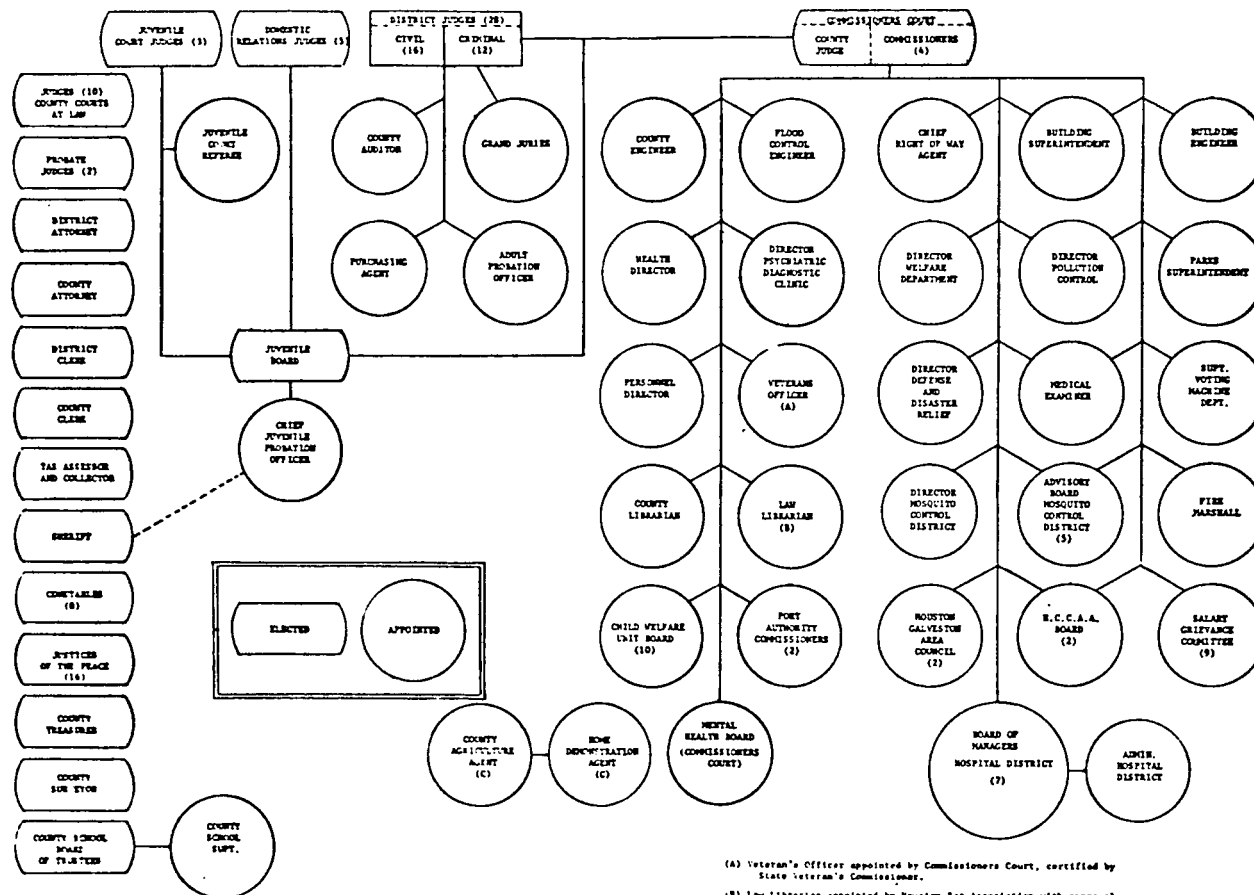 JUVENILE
COURT JUDGES (3)
DOMESTIC
RELATIONS JUDGES (5)
DISTRICT JUDGES (28)
CIVIL
(16)
CRIMINAL
(12)
COMMISSIONERS COURT
COUNTY
JUDGE
COMMISSIONERS
(4)
JUDGES (10)
COUNTY COURTS
AT LAW
PROBATE
JUDGES (2)
DISTRICT
ATTORNEY
COUNTY
ATTORNEY
DISTRICT
CLERK
COUNTY
CLERK
TAX ASSESSOR
AND COLLECTOR
SHERIFF
CONSTABLES
(8)
JUSTICES
OF THE PEACE
(16)
COUNTY
TREASURER
COUNTY
SURVEYOR
COUNTY SCHOOL
BOARD
OF TRUSTEES
COUNTY
SCHOOL
SUPT.
JUVENILE
COURT
REFEREE
COUNTY
AUDITOR
GRAND JURIES
PURCHASING
AGENT
ADULT
PROBATION
OFFICER
JUVENILE
BOARD
CHIEF
JUVENILE
PROBATION
OFFICER
ELECTED
APPOINTED
COUNTY
ENGINEER
FLOOD
CONTROL
ENGINEER
CHIEF
RIGHT OF WAY
AGENT
BUILDING
SUPERINTENDENT
BUILDING
ENGINEER
HEALTH
DIRECTOR
DIRECTOR
PSYCHIATRIC
DIAGNOSTIC
CLINIC
DIRECTOR
WELFARE
DEPARTMENT
DIRECTOR
POLLUTION
CONTROL
PARKS
SUPERINTENDENT
PERSONNEL
DIRECTOR
VETERANS
OFFICER
(A)
DIRECTOR
DEFENSE
AND
DISASTER
RELIEF
MEDICAL
EXAMINER
SUPT.
VOTING
MACHINE
DEPT.
COUNTY
LIBRARIAN
LAW
LIBRARIAN
(B)
DIRECTOR
MOSQUITO
CONTROL
DISTRICT
ADVISORY
BOARD
MOSQUITO
CONTROL
DISTRICT
(5)
FIRE
MARSHALL
CHILD WELFARE
UNIT BOARD
(10)
PORT
AUTHORITY
COMMISSIONERS
(2)
HOUSTON
GALVESTON
AREA
COUNCIL
(2)
H.C.C.A.A.
BOARD
(2)
SALARY
GRIEVANCE
COMMITTEE
(9)
COUNTY
AGRICULTURE
AGENT
(C)
HOME
DEMONSTRATION
AGENT
(C)
MENTAL
HEALTH BOARD
(COMMISSIONERS
COURT)
BOARD OF
MANAGERS
HOSPITAL DISTRICT
(7)
ADMIN.
HOSPITAL
DISTRICT
(A) Veteran's Officer appointed by Commissioners Court, certified by
State Veteran's Commissioner.